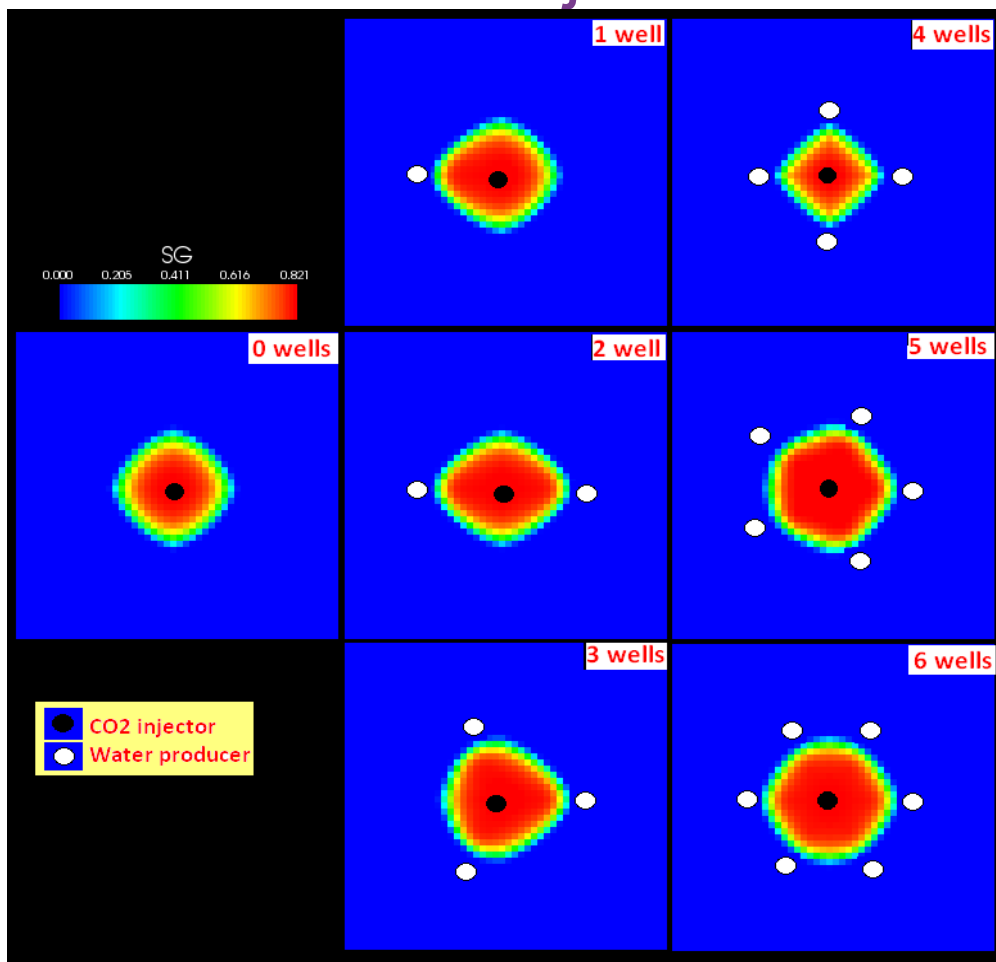 1 well
4 wells
SG
0.000 0.205 0.411 0.616 0.821
0 wells
2 well
5 wells
3 wells
6 wells
CO2 injector
Water producer